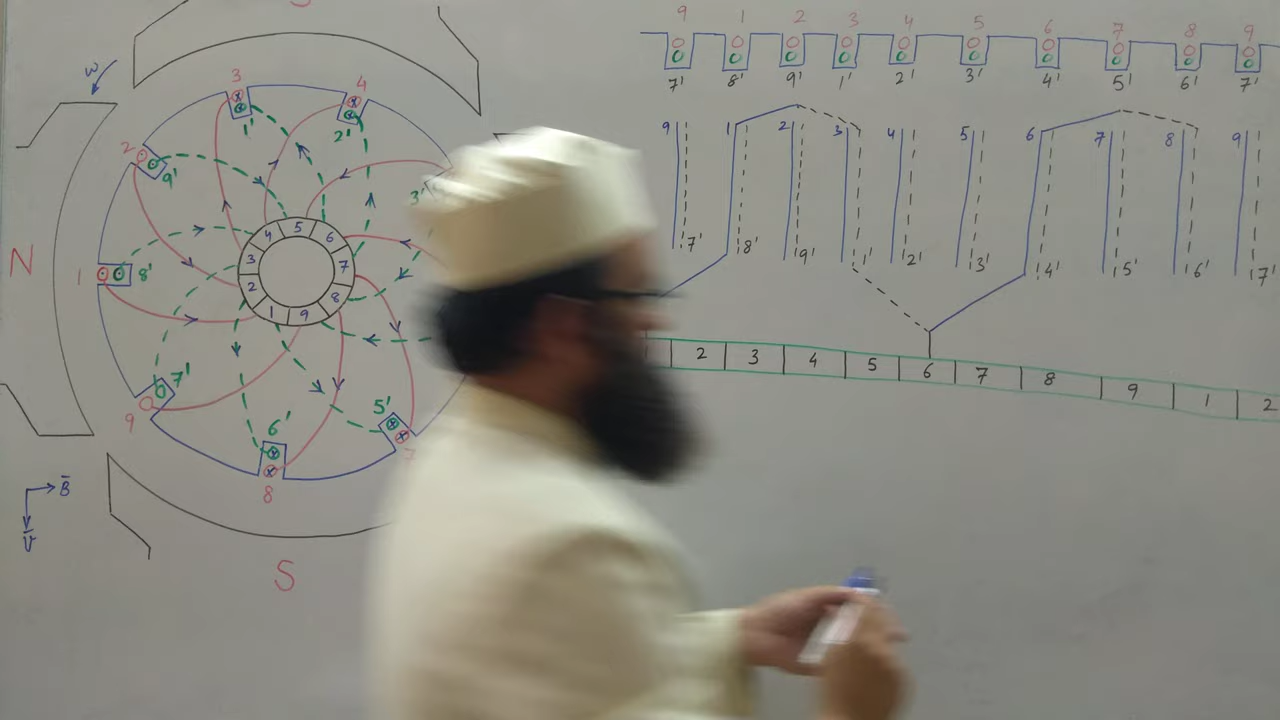 S
ω
N
S
B̄
V̄
3
4
1'
2'
2
9'
3'
1
8'
7'
9
6'
8
5'
7
4 5 6
3 7
2 8
1 9
9 1 2 3 4 5 6 7 8 9
7' 8' 9' 1' 2' 3' 4' 5' 6' 7'
9 1 2 3 4 5 6 7 8 9
7' 8' 9' 1' 2' 3' 4' 5' 6' 7'
2 3 4 5 6 7 8 9 1 2